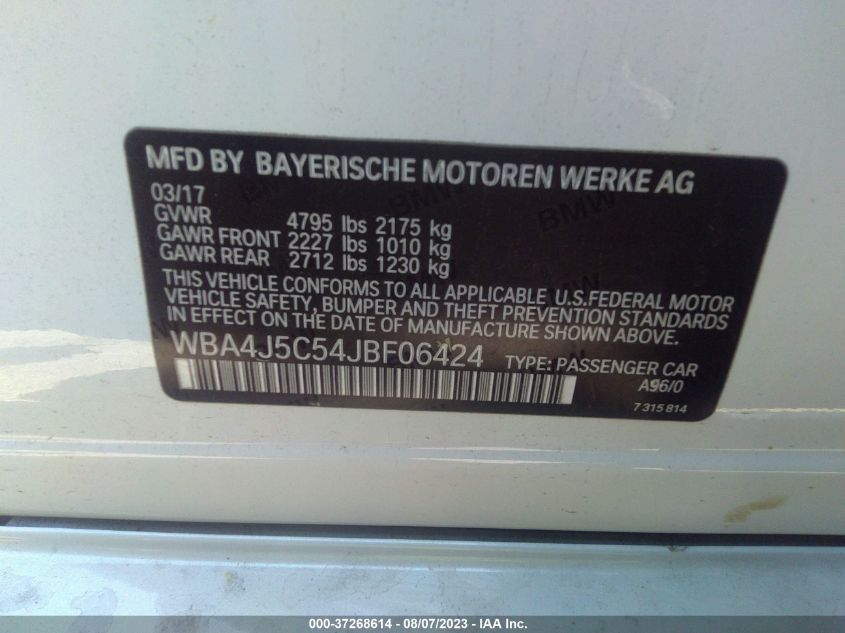 MFD BY BAYERISCHE MOTOREN WERKE AG
03/17
GVWR 4795 lbs 2175 kg
GAWR FRONT 2227 lbs 1010 kg
GAWR REAR 2712 lbs 1230 kg
THIS VEHICLE CONFORMS TO ALL APPLICABLE U.S.FEDERAL MOTOR
VEHICLE SAFETY, BUMPER AND THEFT PREVENTION STANDARDS
IN EFFECT ON THE DATE OF MANUFACTURE SHOWN ABOVE.
WBA4J5C54JBF06424 TYPE: PASSENGER CAR
A96/0
7 315 814
000-37268614 - 08/07/2023 - IAA Inc.